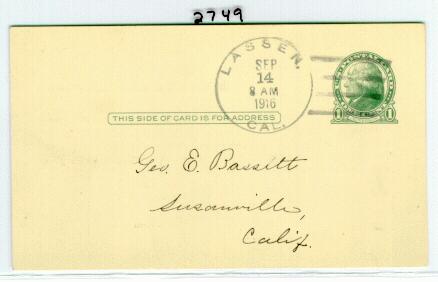 2749
LASSEN.
SEP
14
8 AM
1916
CAL.
THIS SIDE OF CARD IS FOR ADDRESS
1 1
Geo. E. Bassett
Susanville,
Calif.